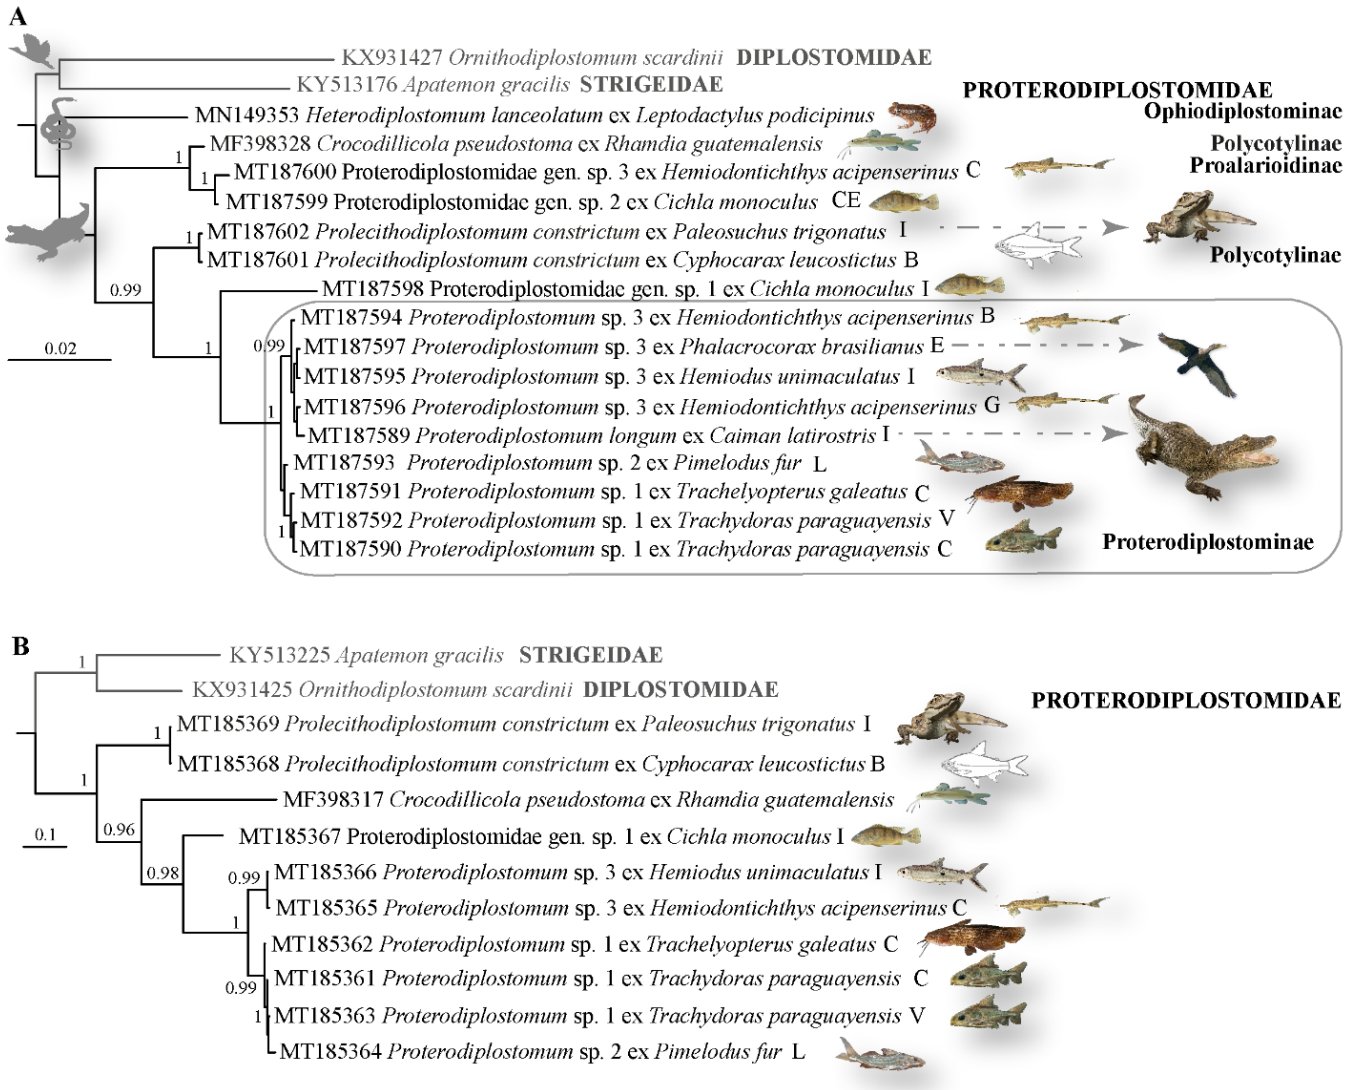 A
KX931427 Ornithodiplostomum scardinii DIPLOSTOMIDAE
KY513176 Apatemon gracilis STRIGEIDAE
PROTERODIPLOSTOMIDAE
MN149353 Heterodiplostomum lanceolatum ex Leptodactylus podicipinus
Ophiodiplostominae
MF398328 Crocodillicola pseudostoma ex Rhamdia guatemalensis
Polycotylinae
1
MT187600 Proterodiplostomidae gen. sp. 3 ex Hemiodontichthys acipenserinus C
Proalarioidinae
1
MT187599 Proterodiplostomidae gen. sp. 2 ex Cichla monoculus CE
MT187602 Prolecithodiplostomum constrictum ex Paleosuchus trigonatus I
1
MT187601 Prolecithodiplostomum constrictum ex Cyphocarax leucostictus B
Polycotylinae
0.99
MT187598 Proterodiplostomidae gen. sp. 1 ex Cichla monoculus I
MT187594 Proterodiplostomum sp. 3 ex Hemiodontichthys acipenserinus B
0.02
1
0.99
MT187597 Proterodiplostomum sp. 3 ex Phalacrocorax brasilianus E
MT187595 Proterodiplostomum sp. 3 ex Hemiodus unimaculatus I
MT187596 Proterodiplostomum sp. 3 ex Hemiodontichthys acipenserinus G
1
MT187589 Proterodiplostomum longum ex Caiman latirostris I
MT187593 Proterodiplostomum sp. 2 ex Pimelodus fur L
MT187591 Proterodiplostomum sp. 1 ex Trachelyopterus galeatus C
MT187592 Proterodiplostomum sp. 1 ex Trachydoras paraguayensis V
1
MT187590 Proterodiplostomum sp. 1 ex Trachydoras paraguayensis C
Proterodiplostominae
B
1
KY513225 Apatemon gracilis STRIGEIDAE
KX931425 Ornithodiplostomum scardinii DIPLOSTOMIDAE
PROTERODIPLOSTOMIDAE
MT185369 Prolecithodiplostomum constrictum ex Paleosuchus trigonatus I
1
MT185368 Prolecithodiplostomum constrictum ex Cyphocarax leucostictus B
1
MF398317 Crocodillicola pseudostoma ex Rhamdia guatemalensis
0.1
0.96
MT185367 Proterodiplostomidae gen. sp. 1 ex Cichla monoculus I
0.98
0.99
MT185366 Proterodiplostomum sp. 3 ex Hemiodus unimaculatus I
MT185365 Proterodiplostomum sp. 3 ex Hemiodontichthys acipenserinus C
1
MT185362 Proterodiplostomum sp. 1 ex Trachelyopterus galeatus C
MT185361 Proterodiplostomum sp. 1 ex Trachydoras paraguayensis C
0.99
1
MT185363 Proterodiplostomum sp. 1 ex Trachydoras paraguayensis V
MT185364 Proterodiplostomum sp. 2 ex Pimelodus fur L